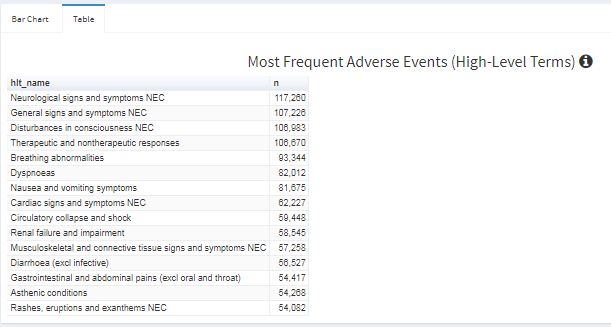 Bar Chart Table
Most Frequent Adverse Events (High-Level Terms)
hlt_name n
Neurological signs and symptoms NEC 117,260
General signs and symptoms NEC 107,226
Disturbances in consciousness NEC 106,983
Therapeutic and nontherapeutic responses 106,670
Breathing abnormalities 93,344
Dyspnoeas 82,012
Nausea and vomiting symptoms 81,675
Cardiac signs and symptoms NEC 62,227
Circulatory collapse and shock 59,448
Renal failure and impairment 58,545
Musculoskeletal and connective tissue signs and symptoms NEC 57,258
Diarrhoea (excl infective) 56,527
Gastrointestinal and abdominal pains (excl oral and throat) 54,417
Asthenic conditions 54,268
Rashes, eruptions and exanthems NEC 54,082